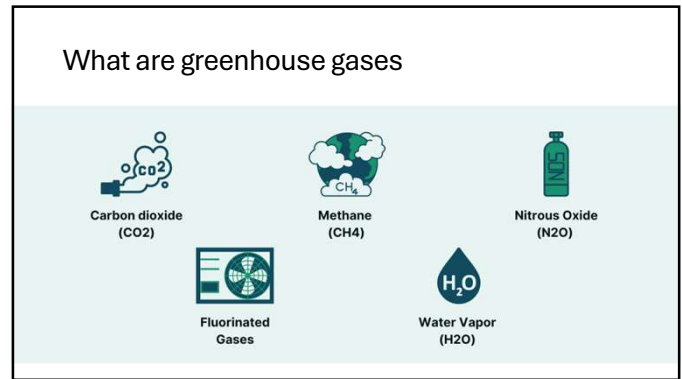 What are greenhouse gases
CO2
Carbon dioxide
(CO2)
CH4
Methane
(CH4)
NOS
Nitrous Oxide
(N2O)
Fluorinated
Gases
H₂O
Water Vapor
(H2O)